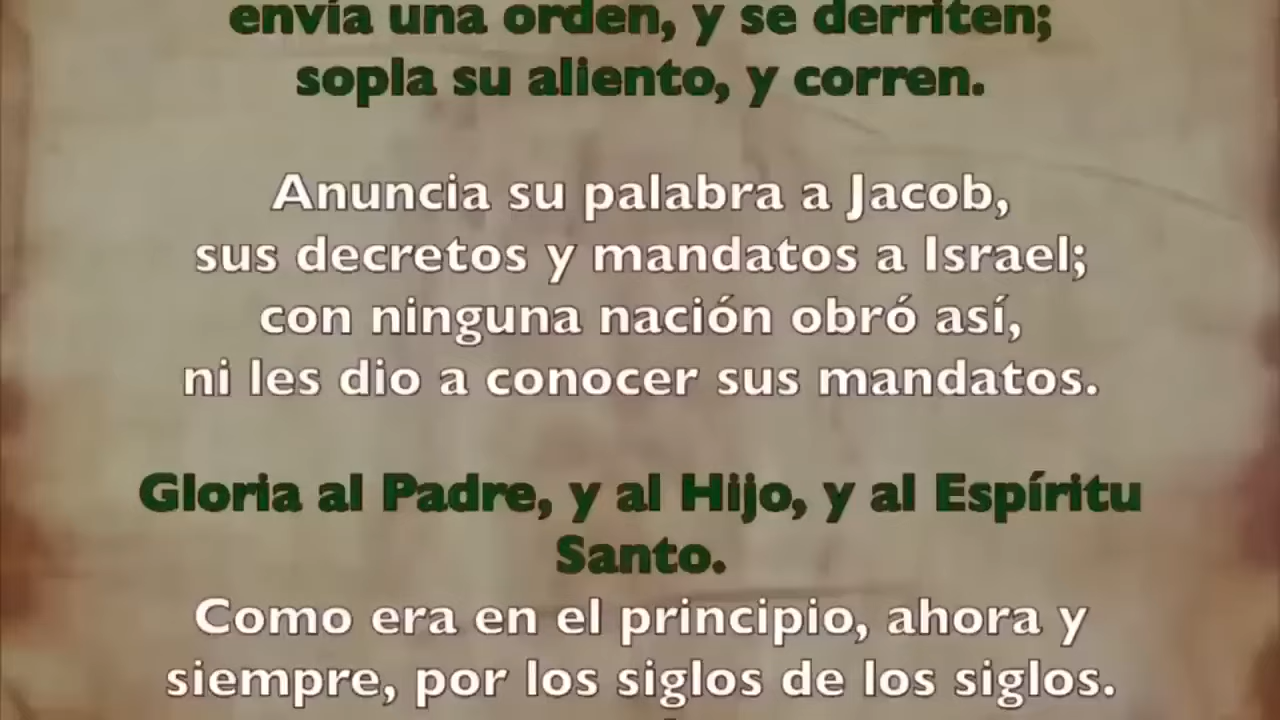 envía una orden, y se derriten;
sopla su aliento, y corren.
Anuncia su palabra a Jacob,
sus decretos y mandatos a Israel;
con ninguna nación obró así,
ni les dio a conocer sus mandatos.
Gloria al Padre, y al Hijo, y al Espíritu
Santo.
Como era en el principio, ahora y
siempre, por los siglos de los siglos.